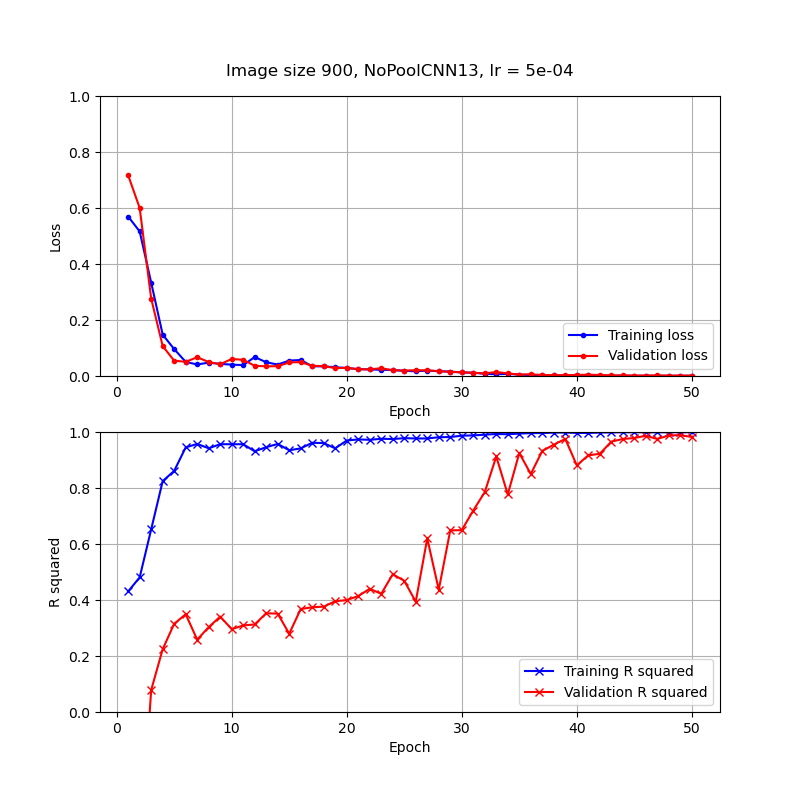 Image size 900, NoPoolCNN13, lr = 5e-04
1.0
0.8
0.6
0.4
0.2
0.0
Loss
Training loss
Validation loss
0 10 20 30 40 50
Epoch
1.0
0.8
0.6
0.4
0.2
0.0
R squared
Training R squared
Validation R squared
0 10 20 30 40 50
Epoch